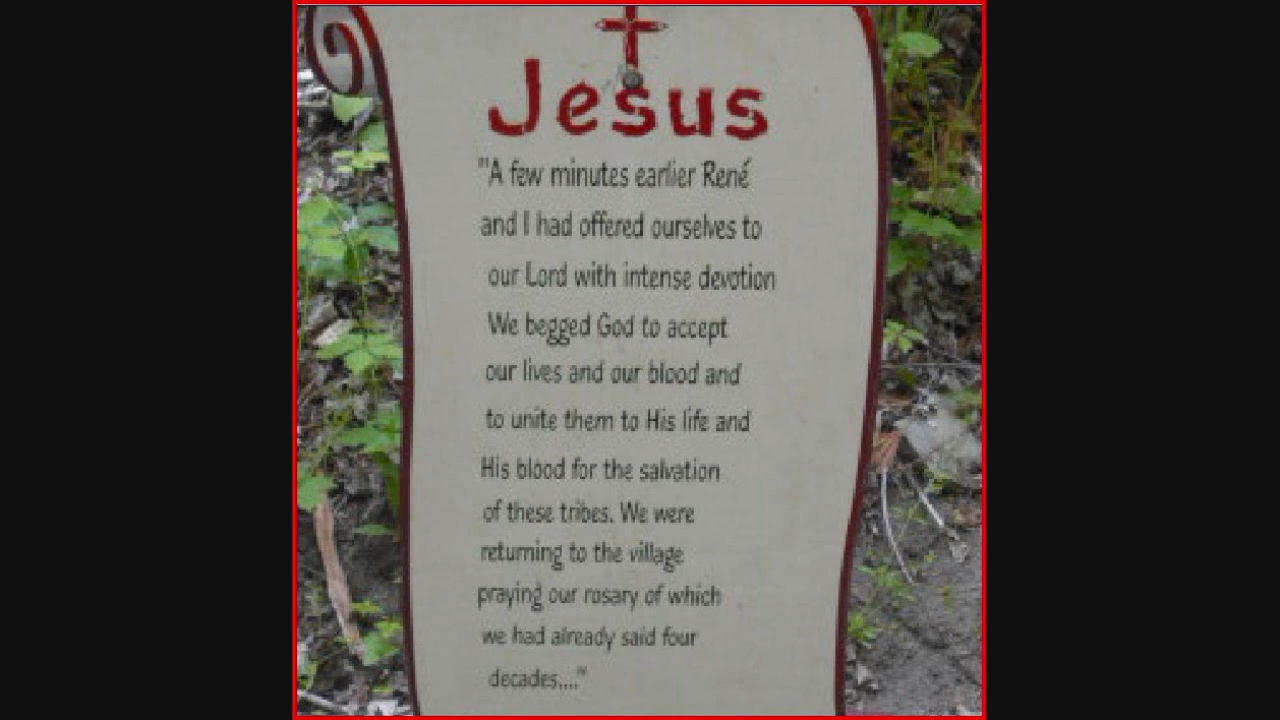 Jesus
"A few minutes earlier René
and I had offered ourselves to
our Lord with intense devotion
We begged God to accept
our lives and our blood and
to unite them to His life and
His blood for the salvation
of these tribes. We were
returning to the village
praying our rosary of which
we had already said four
decades...."